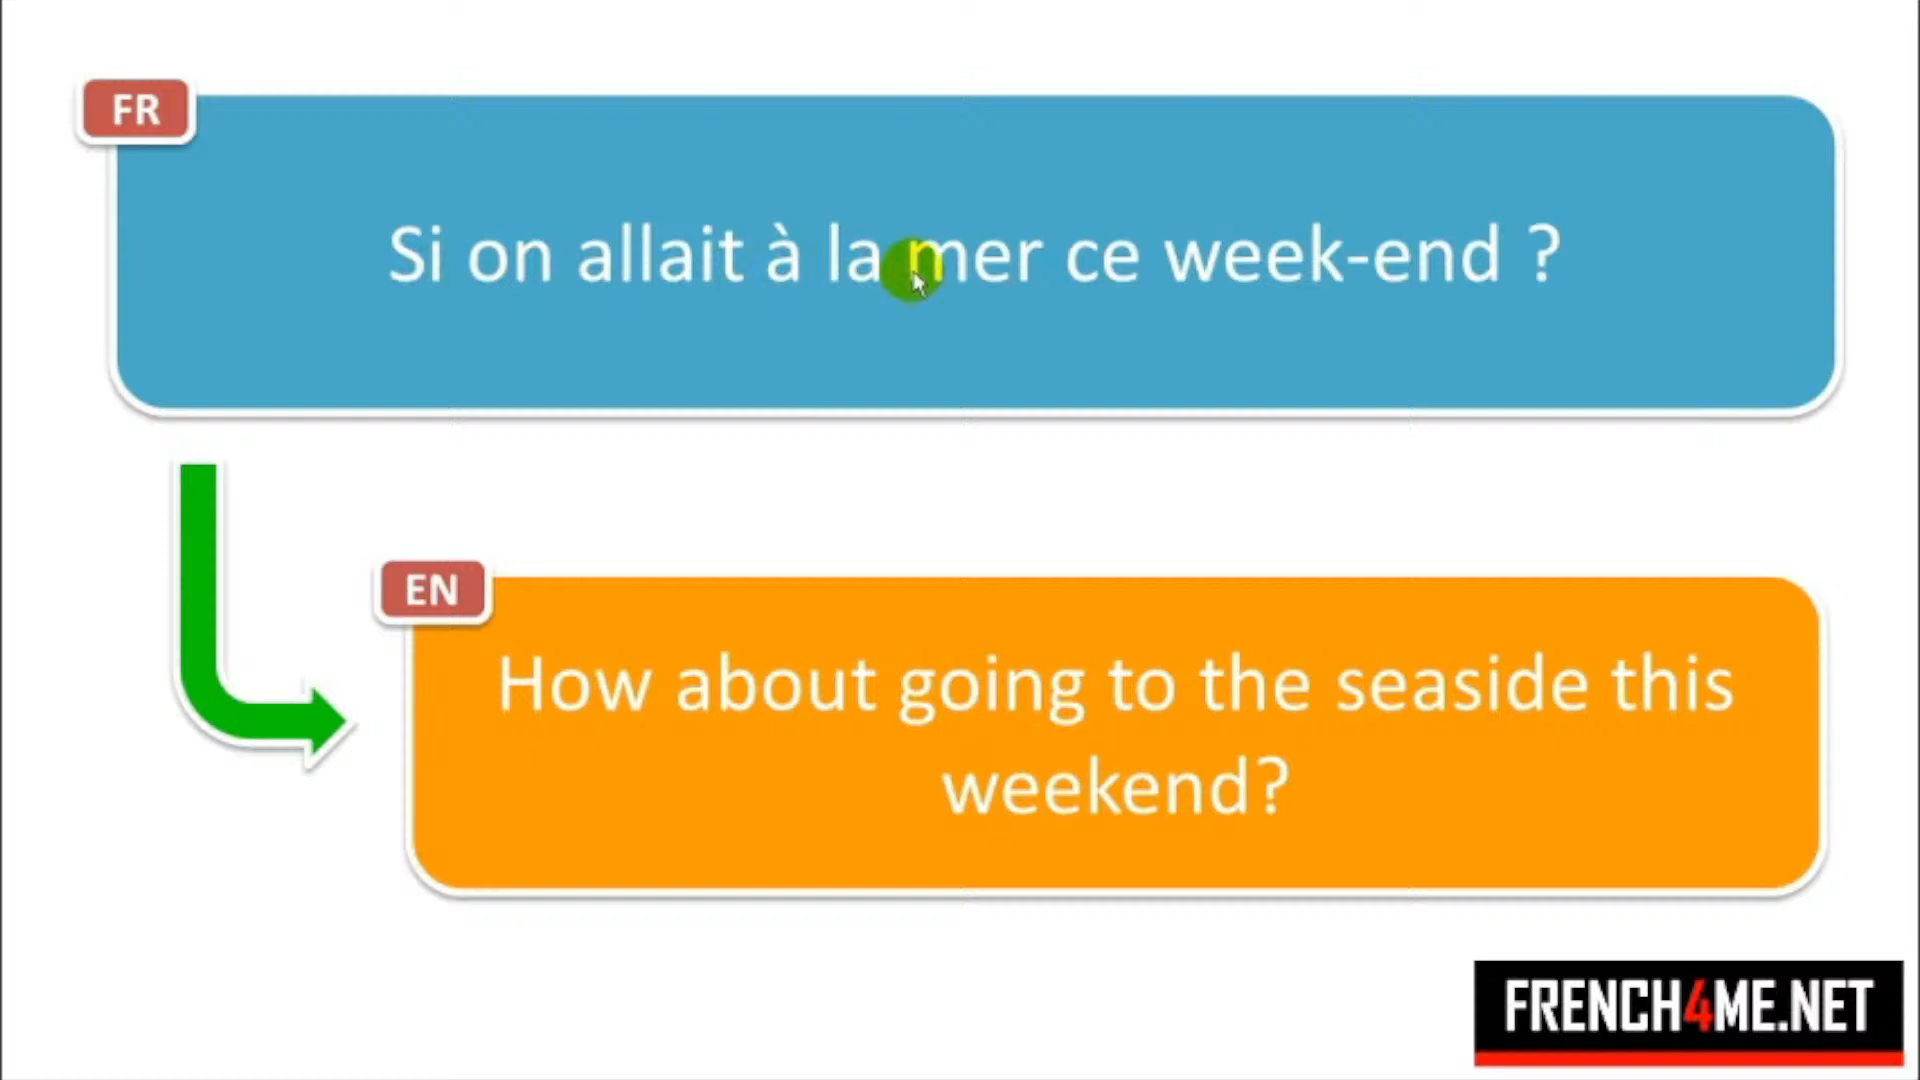 FR
Si on allait à la mer ce week-end ?
EN
How about going to the seaside this
weekend?
FRENCH4ME.NET